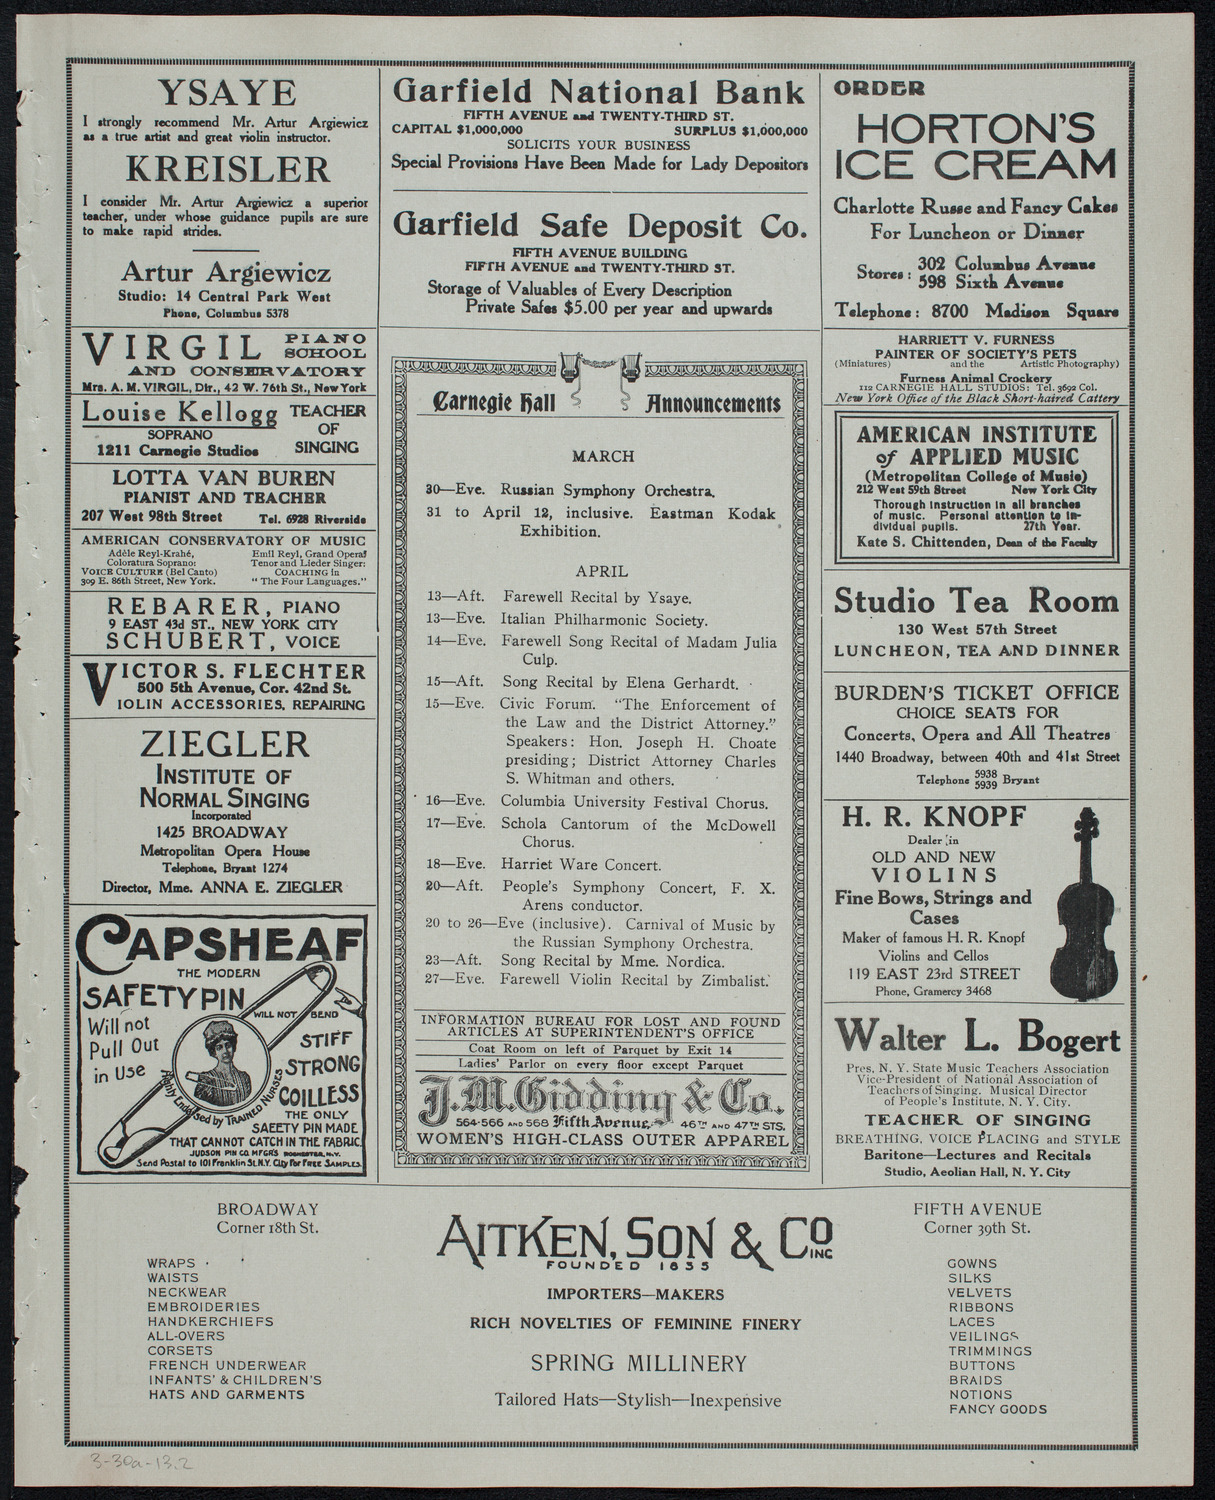 YSAYE
I strongly recommend Mr. Artur Argiewicz
as a true artist and great violin instructor.
KREISLER
I consider Mr. Artur Argiewicz a superior
teacher, under whose guidance pupils are sure
to make rapid strides.
Artur Argiewicz
Studio: 14 Central Park West
Phone, Columbus 5378
VIRGIL PIANO SCHOOL
AND CONSERVATORY
Mrs. A. M. VIRGIL, Dir., 42 W. 76th St., New York
Louise Kellogg TEACHER OF SINGING
SOPRANO
1211 Carnegie Studios
LOTTA VAN BUREN
PIANIST AND TEACHER
207 West 98th Street Tel. 6928 Riverside
AMERICAN CONSERVATORY OF MUSIC
Adèle Reyl-Krahé, Emil Reyl, Grand Opera
Coloratura Soprano: Tenor and Lieder Singer:
VOICE CULTURE (Bel Canto) COACHING in
309 E. 86th Street, New York. "The Four Languages."
REBARER, PIANO
9 EAST 43d ST., NEW YORK CITY
SCHUBERT, VOICE
VICTOR S. FLECHTER
500 5th Avenue, Cor. 42nd St.
VIOLIN ACCESSORIES, REPAIRING
ZIEGLER
INSTITUTE OF
NORMAL SINGING
Incorporated
1425 BROADWAY
Metropolitan Opera House
Telephone, Bryant 1274
Director, Mme. ANNA E. ZIEGLER
CAPSHEAF
THE MODERN
SAFETY PIN
WILL NOT BEND
Will not
Pull Out
in Use
STIFF
STRONG
COILLESS
Highly Endorsed by TRAINED NURSES
THE ONLY
SAFETY PIN MADE
THAT CANNOT CATCH IN THE FABRIC.
JUDSON PIN CO. MFGRS ROCHESTER, N.Y.
Send Postal to 101 Franklin St. N.Y. City For FREE SAMPLES.
Garfield National Bank
FIFTH AVENUE and TWENTY-THIRD ST.
CAPITAL $1,000,000 SURPLUS $1,000,000
SOLICITS YOUR BUSINESS
Special Provisions Have Been Made for Lady Depositors
Garfield Safe Deposit Co.
FIFTH AVENUE BUILDING
FIFTH AVENUE and TWENTY-THIRD ST.
Storage of Valuables of Every Description
Private Safes $5.00 per year and upwards
Carnegie Hall Announcements
MARCH
30—Eve. Russian Symphony Orchestra.
31 to April 12, inclusive. Eastman Kodak
Exhibition.
APRIL
13—Aft. Farewell Recital by Ysaye.
13—Eve. Italian Philharmonic Society.
14—Eve. Farewell Song Recital of Madam Julia
Culp.
15—Aft. Song Recital by Elena Gerhardt.
15—Eve. Civic Forum. "The Enforcement of
the Law and the District Attorney."
Speakers: Hon. Joseph H. Choate
presiding; District Attorney Charles
S. Whitman and others.
16—Eve. Columbia University Festival Chorus.
17—Eve. Schola Cantorum of the McDowell
Chorus.
18—Eve. Harriet Ware Concert.
20—Aft. People's Symphony Concert, F. X.
Arens conductor.
20 to 26—Eve (inclusive). Carnival of Music by
the Russian Symphony Orchestra.
23—Aft. Song Recital by Mme. Nordica.
27—Eve. Farewell Violin Recital by Zimbalist.
INFORMATION BUREAU FOR LOST AND FOUND
ARTICLES AT SUPERINTENDENT'S OFFICE
Coat Room on left of Parquet by Exit 14
Ladies' Parlor on every floor except Parquet
J. M. Gidding & Co.
564-566 AND 568 Fifth Avenue, 46TH AND 47TH STS.
WOMEN'S HIGH-CLASS OUTER APPAREL
ORDER
HORTON'S
ICE CREAM
Charlotte Russe and Fancy Cakes
For Luncheon or Dinner
Stores: 302 Columbus Avenue
598 Sixth Avenue
Telephone: 8700 Madison Square
HARRIET V. FURNESS
PAINTER OF SOCIETY'S PETS
(Miniatures) and the Artistic Photography)
Furness Animal Crockery
112 CARNEGIE HALL STUDIOS: Tel. 3692 Col.
New York Office of the Black Short-haired Cattery
AMERICAN INSTITUTE
of APPLIED MUSIC
(Metropolitan College of Music)
212 West 59th Street New York City
Thorough instruction in all branches
of music. Personal attention to in-
dividual pupils. 27th Year.
Kate S. Chittenden, Dean of the Faculty
Studio Tea Room
130 West 57th Street
LUNCHEON, TEA AND DINNER
BURDEN'S TICKET OFFICE
CHOICE SEATS FOR
Concerts, Opera and All Theatres
1440 Broadway, between 40th and 41st Street
Telephone 5938 5939 Bryant
H. R. KNOPF
Dealer in
OLD AND NEW
VIOLINS
Fine Bows, Strings and
Cases
Maker of famous H. R. Knopf
Violins and Cellos
119 EAST 23rd STREET
Phone, Gramercy 3468
Walter L. Bogert
Pres. N. Y. State Music Teachers Association
Vice-President of National Association of
Teachers of Singing. Musical Director
of People's Institute, N. Y. City.
TEACHER OF SINGING
BREATHING, VOICE PLACING and STYLE
Baritone—Lectures and Recitals
Studio, Aeolian Hall, N. Y. City
BROADWAY
Corner 18th St.
WRAPS
WAISTS
NECKWEAR
EMBROIDERIES
HANDKERCHIEFS
ALL-OVERS
CORSETS
FRENCH UNDERWEAR
INFANTS' & CHILDREN'S
HATS AND GARMENTS
AITKEN, SON & CO INC
FOUNDED 1835
IMPORTERS—MAKERS
RICH NOVELTIES OF FEMININE FINERY
SPRING MILLINERY
Tailored Hats—Stylish—Inexpensive
FIFTH AVENUE
Corner 39th St.
GOWNS
SILKS
VELVETS
RIBBONS
LACES
VEILINGS
TRIMMINGS
BUTTONS
BRAIDS
NOTIONS
FANCY GOODS
3-30a-13.2